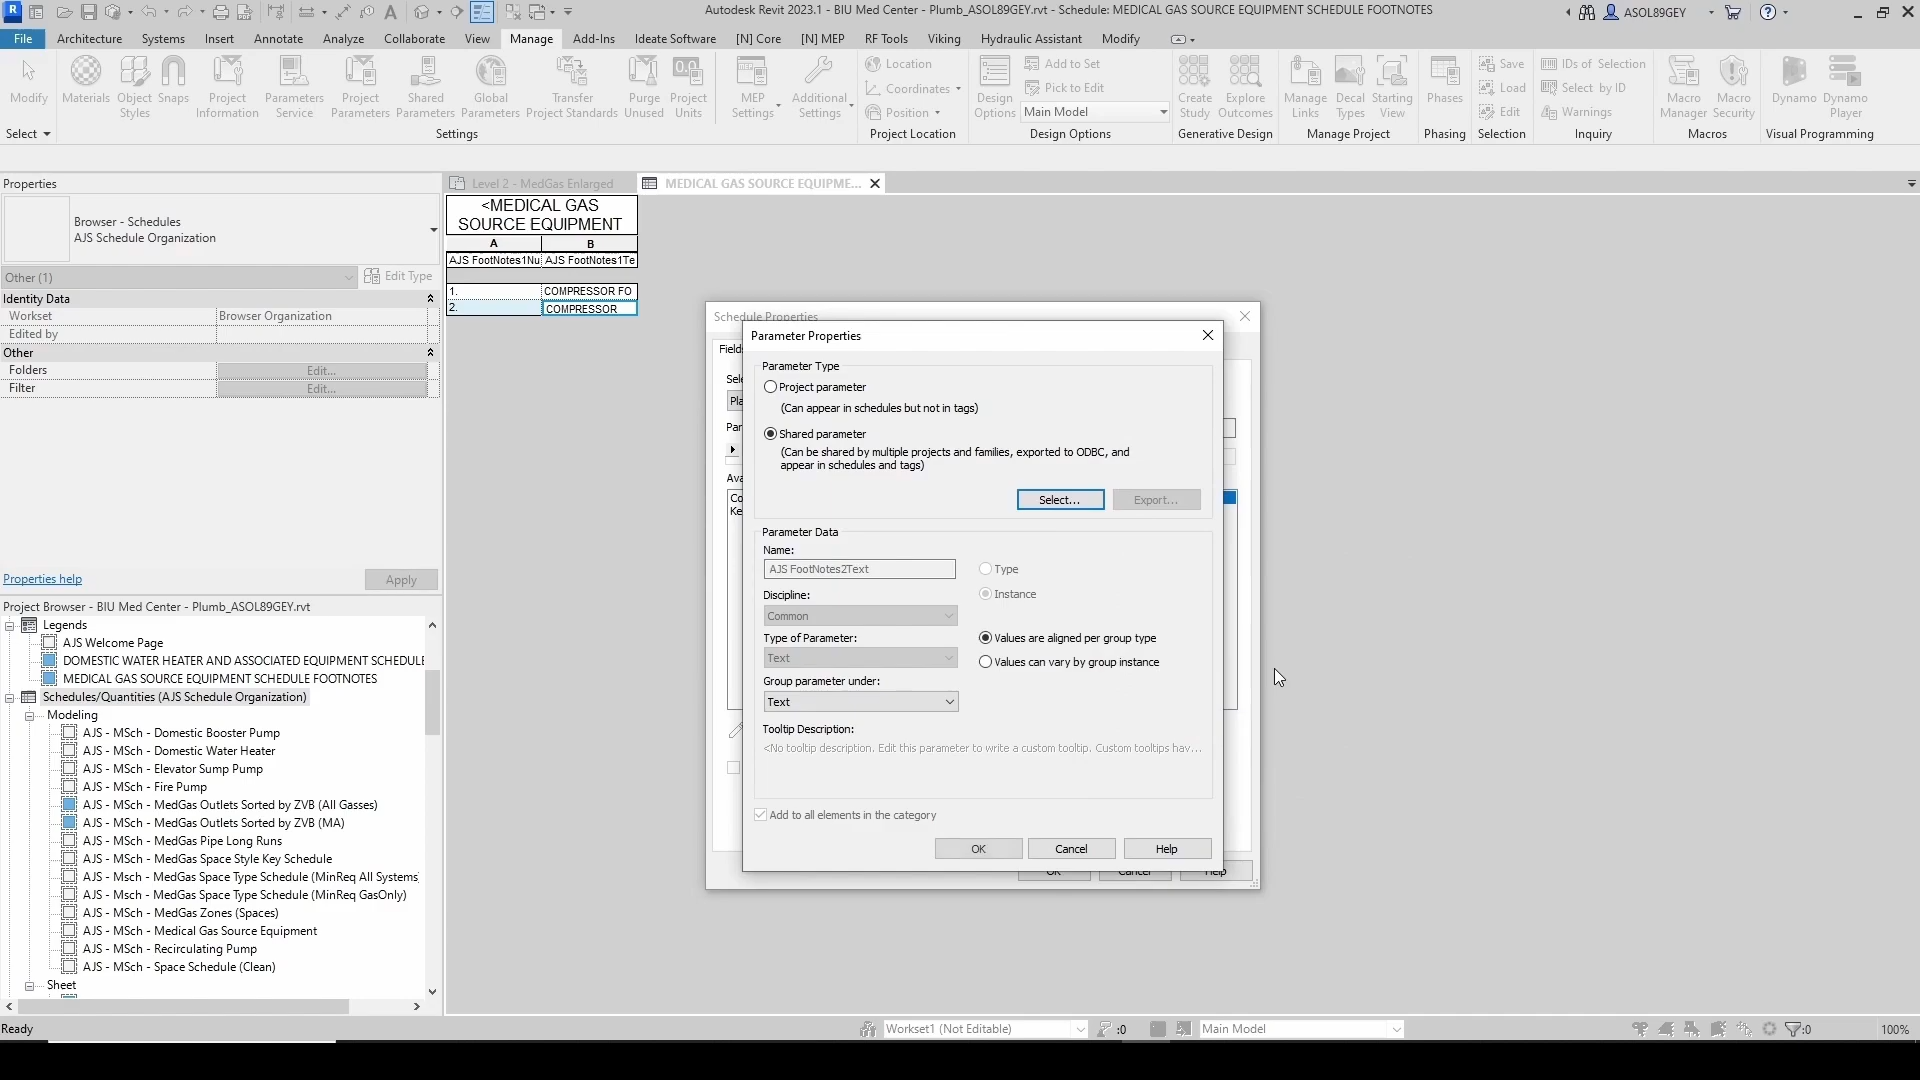 Autodesk Revit 2023.1 - BIU Med Center - Plumb_ASOL89GEY.rvt - Schedule: MEDICAL GAS SOURCE EQUIPMENT SCHEDULE FOOTNOTES
ASOL89GEY
File Architecture Systems Insert Annotate Analyze Collaborate View Manage Add-Ins Ideate Software [N] Core [N] MEP RF Tools Viking Hydraulic Assistant Modify
Modify
Materials
Object Styles
Snaps
Project Information
Parameters Service
Project Parameters
Shared Parameters
Global Parameters
Transfer Project Standards
Purge Unused
Project Units
MEP Settings
Additional Settings
Location
Coordinates
Position
Design Options
Add to Set
Pick to Edit
Main Model
Create Study
Explore Outcomes
Manage Links
Decal Types
Starting View
Phases
Save
Load
Edit
IDs of Selection
Select by ID
Warnings
Macro Manager
Macro Security
Dynamo
Dynamo Player
Select
Settings
Project Location
Design Options
Generative Design
Manage Project
Phasing
Selection
Inquiry
Macros
Visual Programming
Properties
Browser - Schedules
AJS Schedule Organization
Other (1)
Edit Type
Identity Data
Workset Browser Organization
Edited by
Other
Folders Edit...
Filter Edit...
Properties help
Apply
Project Browser - BIU Med Center - Plumb_ASOL89GEY.rvt
Legends
AJS Welcome Page
DOMESTIC WATER HEATER AND ASSOCIATED EQUIPMENT SCHEDULE
MEDICAL GAS SOURCE EQUIPMENT SCHEDULE FOOTNOTES
Schedules/Quantities (AJS Schedule Organization)
Modeling
AJS - MSch - Domestic Booster Pump
AJS - MSch - Domestic Water Heater
AJS - MSch - Elevator Sump Pump
AJS - MSch - Fire Pump
AJS - MSch - MedGas Outlets Sorted by ZVB (All Gasses)
AJS - MSch - MedGas Outlets Sorted by ZVB (MA)
AJS - MSch - MedGas Pipe Long Runs
AJS - MSch - MedGas Space Style Key Schedule
AJS - MSch - MedGas Space Type Schedule (MinReq All Systems)
AJS - MSch - MedGas Space Type Schedule (MinReq GasOnly)
AJS - MSch - MedGas Zones (Spaces)
AJS - MSch - Medical Gas Source Equipment
AJS - MSch - Recirculating Pump
AJS - MSch - Space Schedule (Clean)
Sheet
Level 2 - MedGas Enlarged
MEDICAL GAS SOURCE EQUIPME...
<MEDICAL GAS
SOURCE EQUIPMENT
A B
AJS FootNotes1Nu AJS FootNotes1Te
1. COMPRESSOR FO
2. COMPRESSOR
Schedule Properties
Field
Sele
Pla
Par
Ava
Co
Ke
OK Cancel Help
Parameter Properties
Parameter Type
Project parameter
(Can appear in schedules but not in tags)
Shared parameter
(Can be shared by multiple projects and families, exported to ODBC, and
appear in schedules and tags)
Select... Export...
Parameter Data
Name:
AJS FootNotes2Text
Type
Discipline:
Instance
Common
Type of Parameter:
Values are aligned per group type
Text
Values can vary by group instance
Group parameter under:
Text
Tooltip Description:
<No tooltip description. Edit this parameter to write a custom tooltip. Custom tooltips hav...
Add to all elements in the category
OK Cancel Help
Ready
Workset1 (Not Editable)
:0
Main Model
:0
100%